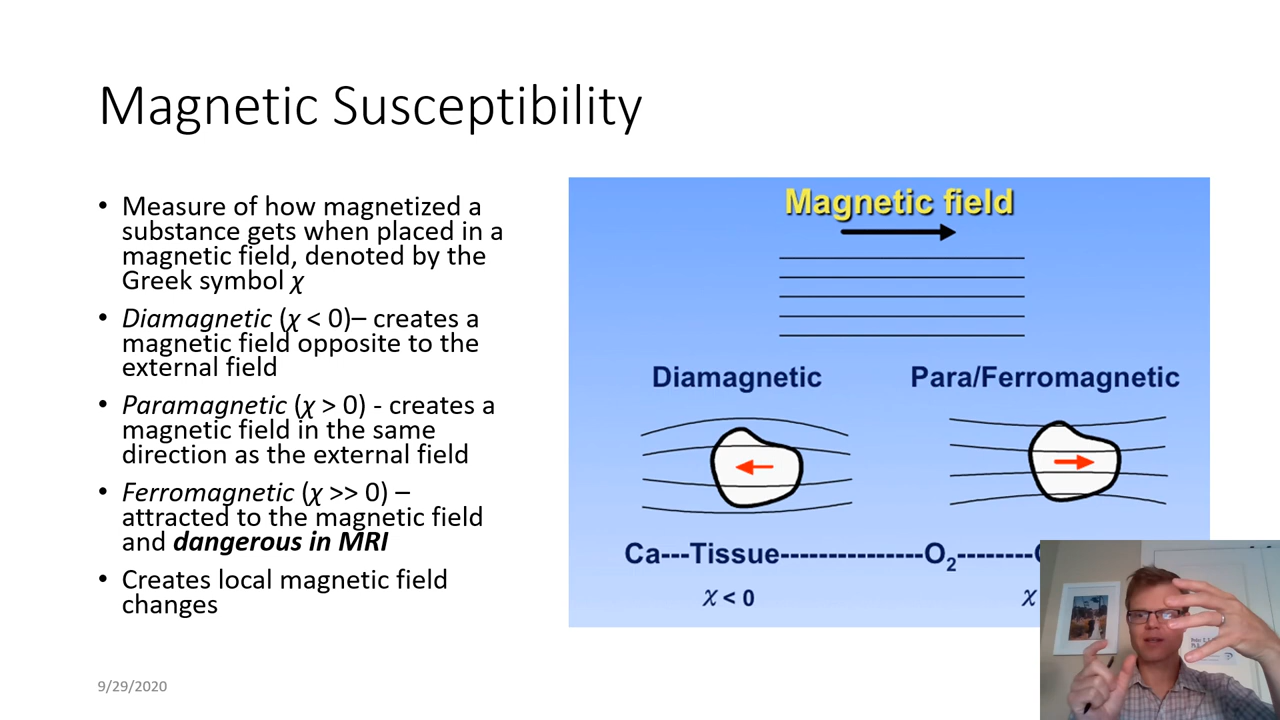 Magnetic Susceptibility
• Measure of how magnetized a
substance gets when placed in a
magnetic field, denoted by the
Greek symbol χ
• Diamagnetic (χ < 0)– creates a
magnetic field opposite to the
external field
• Paramagnetic (χ > 0) - creates a
magnetic field in the same
direction as the external field
• Ferromagnetic (χ >> 0) –
attracted to the magnetic field
and dangerous in MRI
• Creates local magnetic field
changes
Magnetic field
Diamagnetic
Para/Ferromagnetic
Ca---Tissue---------------O₂--------
χ < 0
χ
9/29/2020